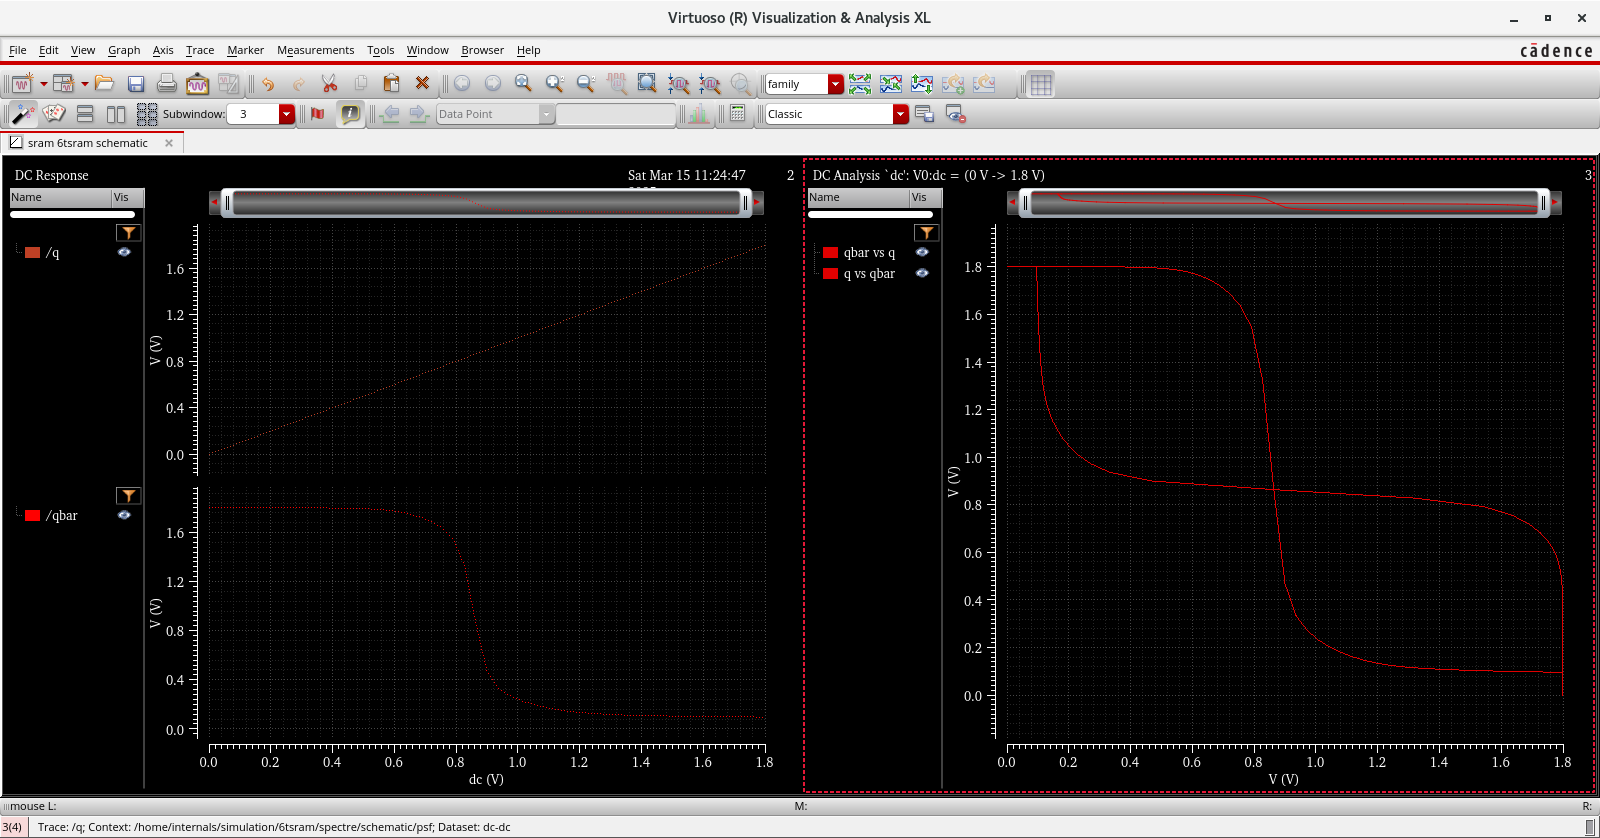 Virtuoso (R) Visualization & Analysis XL
File Edit View Graph Axis Trace Marker Measurements Tools Window Browser Help
cādence
family
Subwindow: 3
Data Point
Classic
sram 6tsram schematic
DC Response
Sat Mar 15 11:24:47
2
Name Vis
/q
1.6
1.2
0.8
0.4
0.0
V (V)
/qbar
1.6
1.2
0.8
0.4
0.0
V (V)
0.0 0.2 0.4 0.6 0.8 1.0 1.2 1.4 1.6 1.8
dc (V)
DC Analysis `dc': V0:dc = (0 V -> 1.8 V)
3
Name Vis
qbar vs q
q vs qbar
1.8
1.6
1.4
1.2
1.0
0.8
0.6
0.4
0.2
0.0
V (V)
0.0 0.2 0.4 0.6 0.8 1.0 1.2 1.4 1.6 1.8
V (V)
mouse L: M: R:
3(4) Trace: /q; Context: /home/internals/simulation/6tsram/spectre/schematic/psf; Dataset: dc-dc